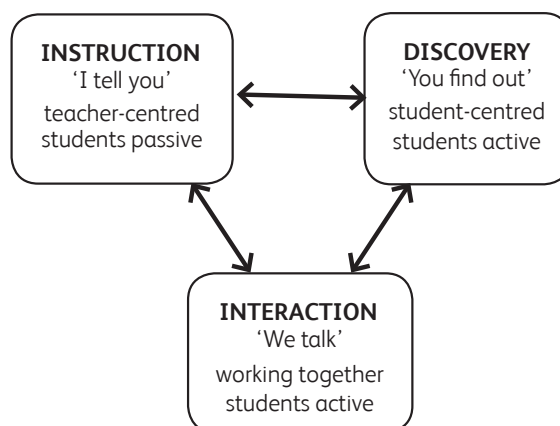 INSTRUCTION
‘I tell you’
teacher-centred
students passive
DISCOVERY
‘You find out’
student-centred
students active
INTERACTION
‘We talk’
working together
students active